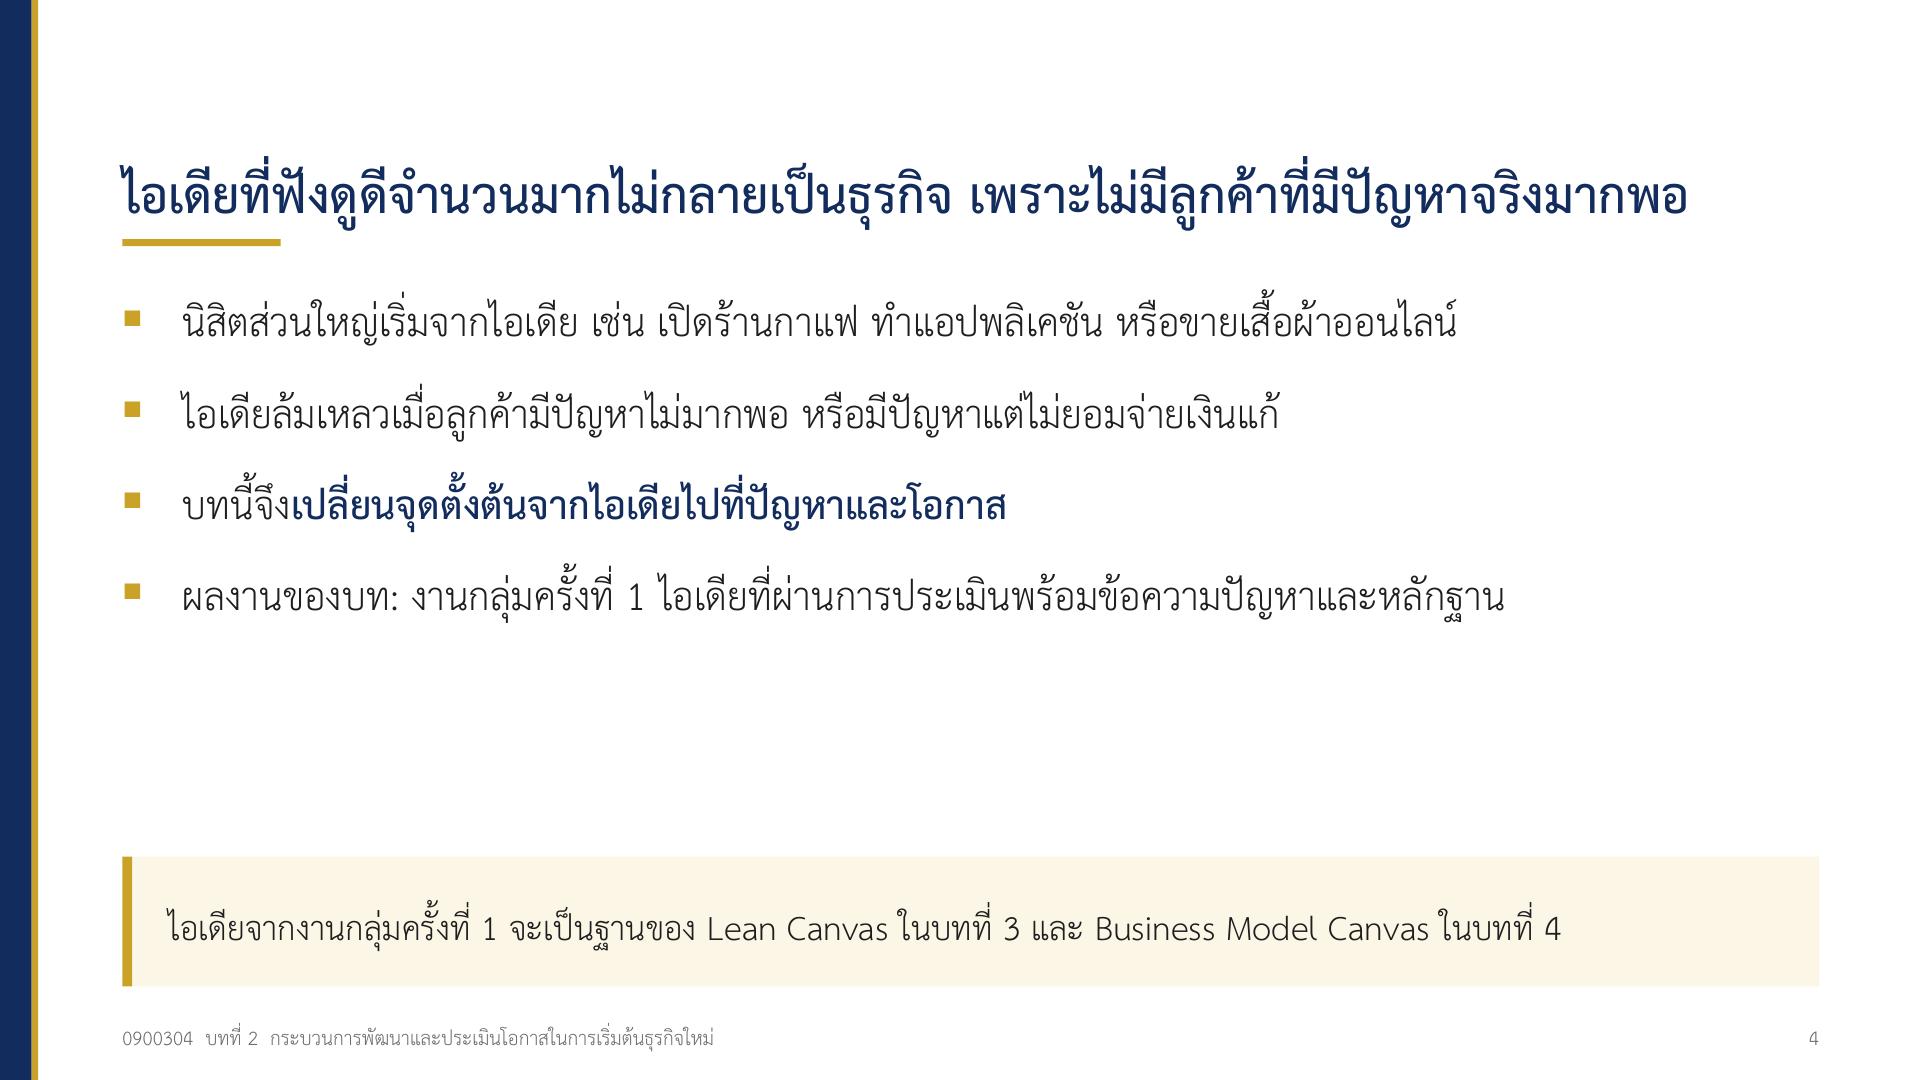 ไอเดียที่ฟังดูดีจำนวนมากไม่กลายเป็นธุรกิจ เพราะไม่มีลูกค้าที่มีปัญหาจริงมากพอ
นิสิตส่วนใหญ่เริ่มจากไอเดีย เช่น เปิดร้านกาแฟ ทำแอปพลิเคชัน หรือขายเสื้อผ้าออนไลน์
ไอเดียล้มเหลวเมื่อลูกค้ามีปัญหาไม่มากพอ หรือมีปัญหาแต่ไม่ยอมจ่ายเงินแก้
บทนี้จึงเปลี่ยนจุดตั้งต้นจากไอเดียไปที่ปัญหาและโอกาส
ผลงานของบท: งานกลุ่มครั้งที่ 1 ไอเดียที่ผ่านการประเมินพร้อมข้อความปัญหาและหลักฐาน
ไอเดียจากงานกลุ่มครั้งที่ 1 จะเป็นฐานของ Lean Canvas ในบทที่ 3 และ Business Model Canvas ในบทที่ 4
0900304 บทที่ 2 กระบวนการพัฒนาและประเมินโอกาสในการเริ่มต้นธุรกิจใหม่
4